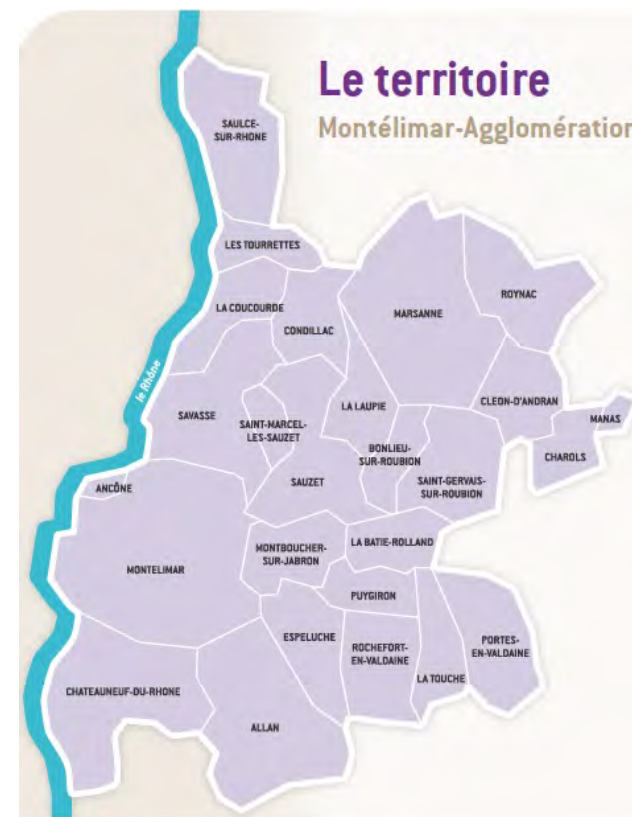 Le territoire
Montélimar-Agglomération
SAULCE-
SUR-RHONE
LES TOURRETTES
LA COUCOURDE
CONDILLAC
MARSANNE
ROYNAC
le Rhône
SAVASSE
SAINT-MARCEL-
LES-SAUZET
LA LAUPIE
CLEON-D'ANDRAN
MANAS
BONLIEU-
SUR-ROUBION
CHAROLS
ANCÔNE
SAUZET
SAINT-GERVAIS-
SUR-ROUBION
MONTELIMAR
MONTBOUCHER-
SUR-JABRON
LA BATIE-ROLLAND
PUYGIRON
ESPELUCHE
ROCHEFORT-
EN-VALDAINE
LA TOUCHE
PORTES-
EN-VALDAINE
CHATEAUNEUF-DU-RHONE
ALLAN